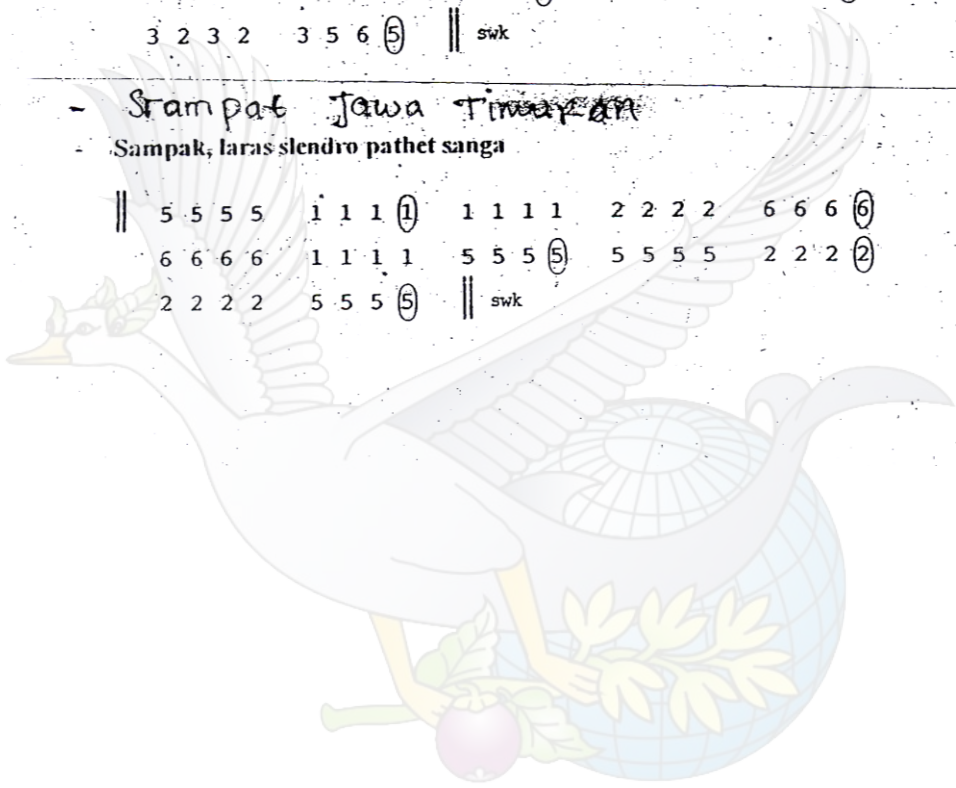 3 2 3 2 3 5 6 (5) || swk
- Srampat Jawa Timuran
- Sampak, laras slendro pathet sanga
|| 5 5 5 5 i 1 1 (1) 1 1 1 1 2 2 2 2 6 6 6 (6)
6 6 6 6 1 1 1 1 5 5 5 (5) 5 5 5 5 2 2 2 (2)
2 2 2 2 5 5 5 (5) || swk